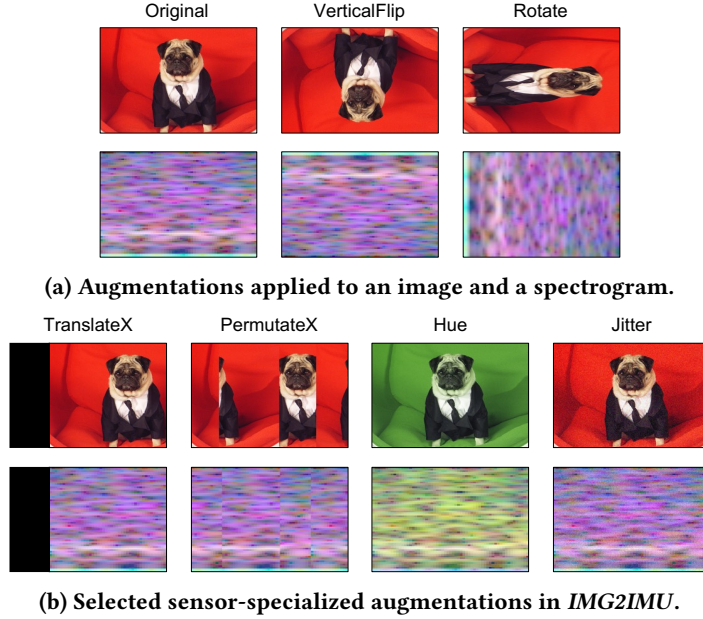 Original VerticalFlip Rotate
(a) Augmentations applied to an image and a spectrogram.
TranslateX PermutateX Hue Jitter
(b) Selected sensor-specialized augmentations in IMG2IMU.